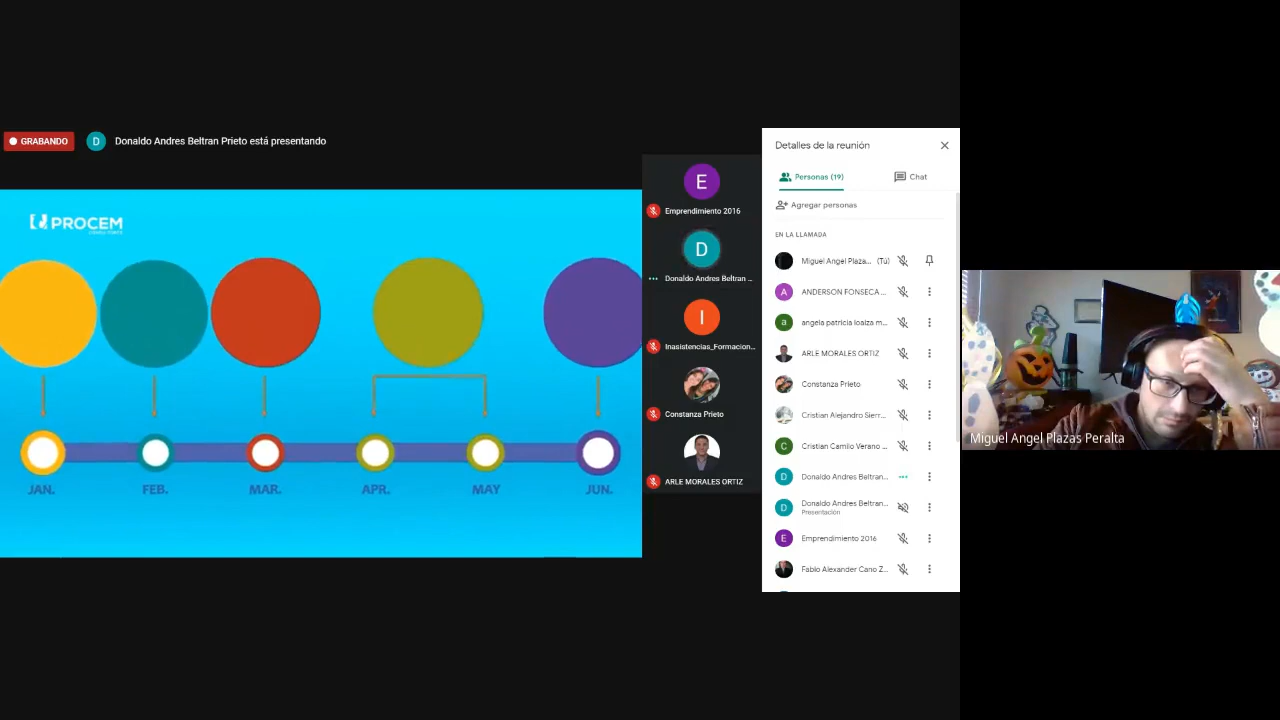 GRABANDO
D
Donaldo Andres Beltran Prieto está presentando
PROCEM
JAN.
FEB.
MAR.
APR.
MAY
JUN.
E
Emprendimiento 2016
D
Donaldo Andres Beltran ...
I
Inasistencias_Formacion...
Constanza Prieto
ARLE MORALES ORTIZ
Detalles de la reunión
Personas (19)
Chat
Agregar personas
EN LA LLAMADA
Miguel Angel Plaza... (Tú)
A
ANDERSON FONSECA ...
a
angela patricia loaiza m...
ARLE MORALES ORTIZ
Constanza Prieto
Cristian Alejandro Sierr...
C
Cristian Camilo Verano ...
D
Donaldo Andres Beltran...
D
Donaldo Andres Beltran...
Presentación
E
Emprendimiento 2016
Fabio Alexander Cano Z...
Miguel Angel Plazas Peralta